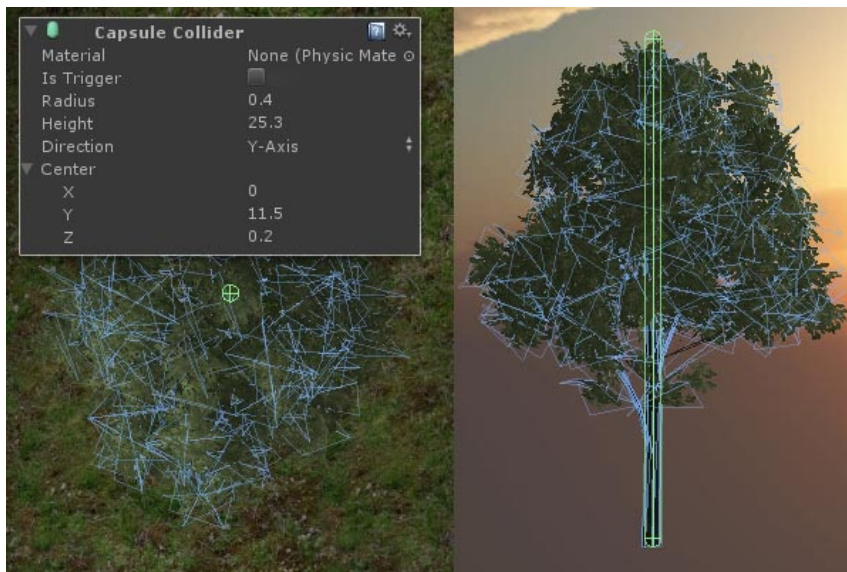 Capsule Collider
Material None (Physic Mate
Is Trigger
Radius 0.4
Height 25.3
Direction Y-Axis
Center
X 0
Y 11.5
Z 0.2